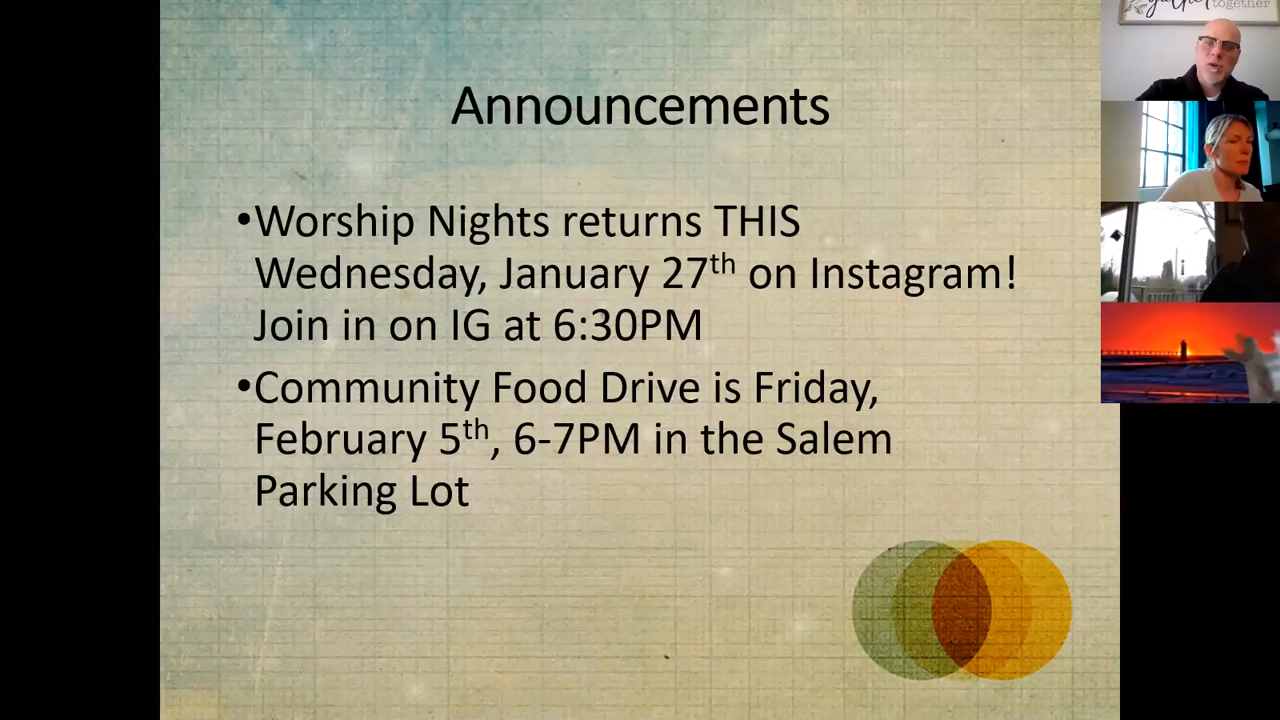 together
Announcements
•Worship Nights returns THIS
Wednesday, January 27th on Instagram!
Join in on IG at 6:30PM
•Community Food Drive is Friday,
February 5th, 6-7PM in the Salem
Parking Lot